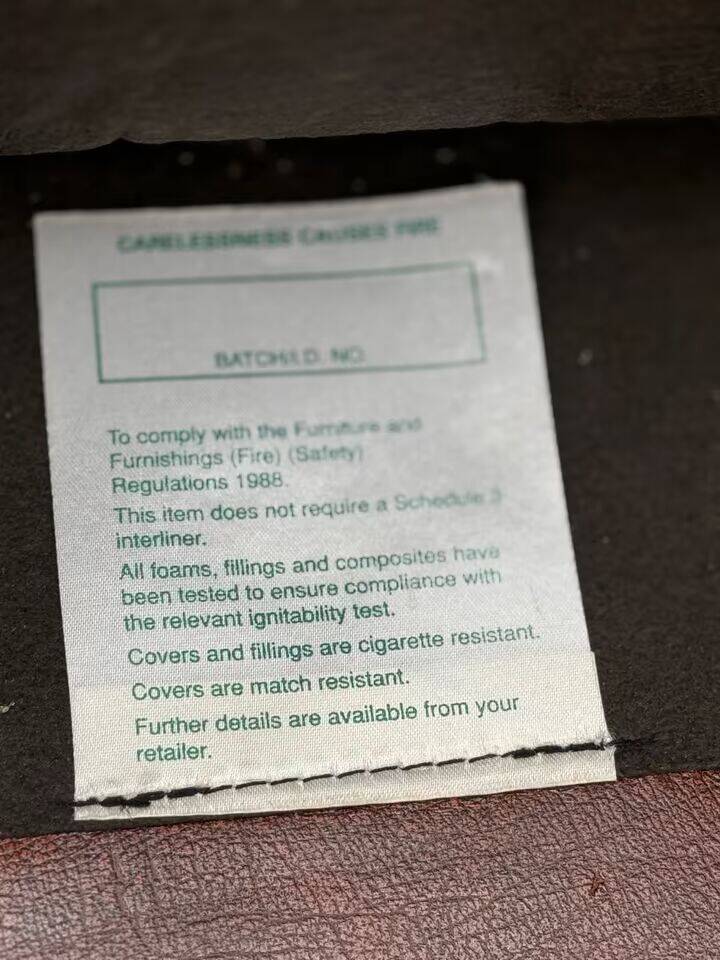 CARELESSNESS CAUSES FIRE
BATCH/I.D. NO.
To comply with the Furniture and
Furnishings (Fire) (Safety)
Regulations 1988.
This item does not require a Schedule 3
interliner.
All foams, fillings and composites have
been tested to ensure compliance with
the relevant ignitability test.
Covers and fillings are cigarette resistant.
Covers are match resistant.
Further details are available from your
retailer.